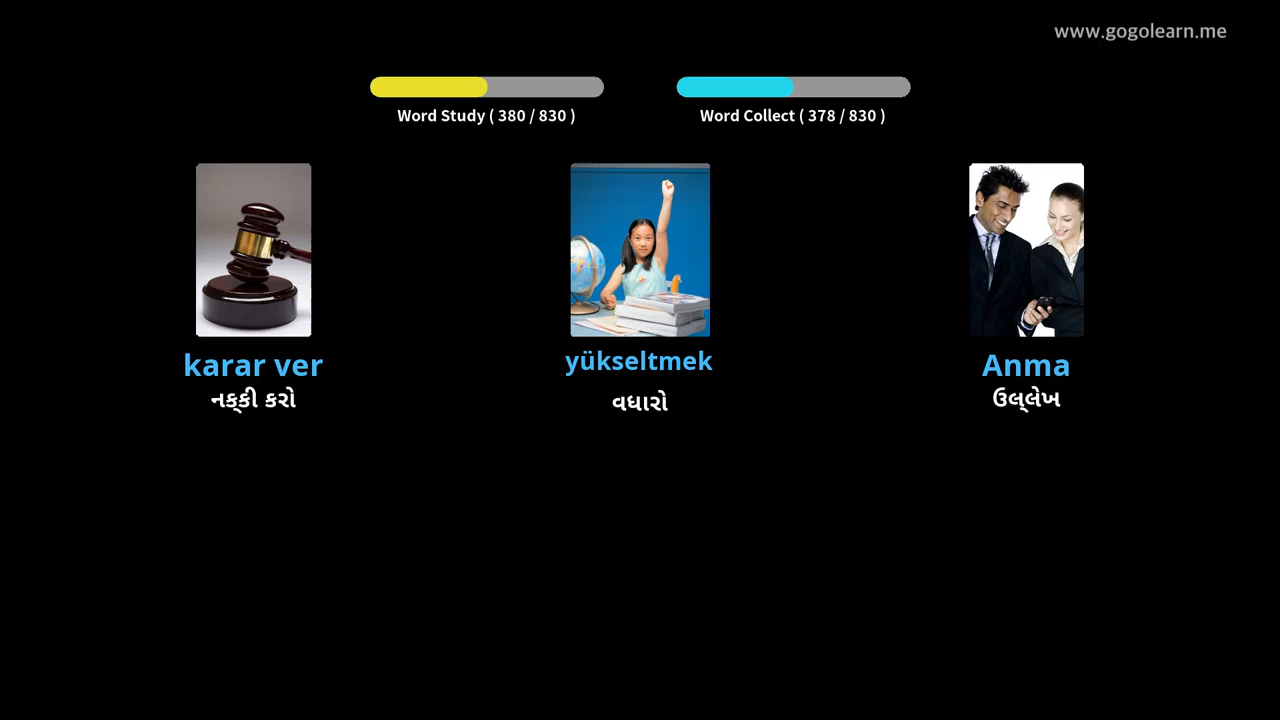 www.gogolearn.me
Word Study ( 380 / 830 )
Word Collect ( 378 / 830 )
karar ver
નક્કી કરો
yükseltmek
વધારો
Anma
ઉલ્લેખ